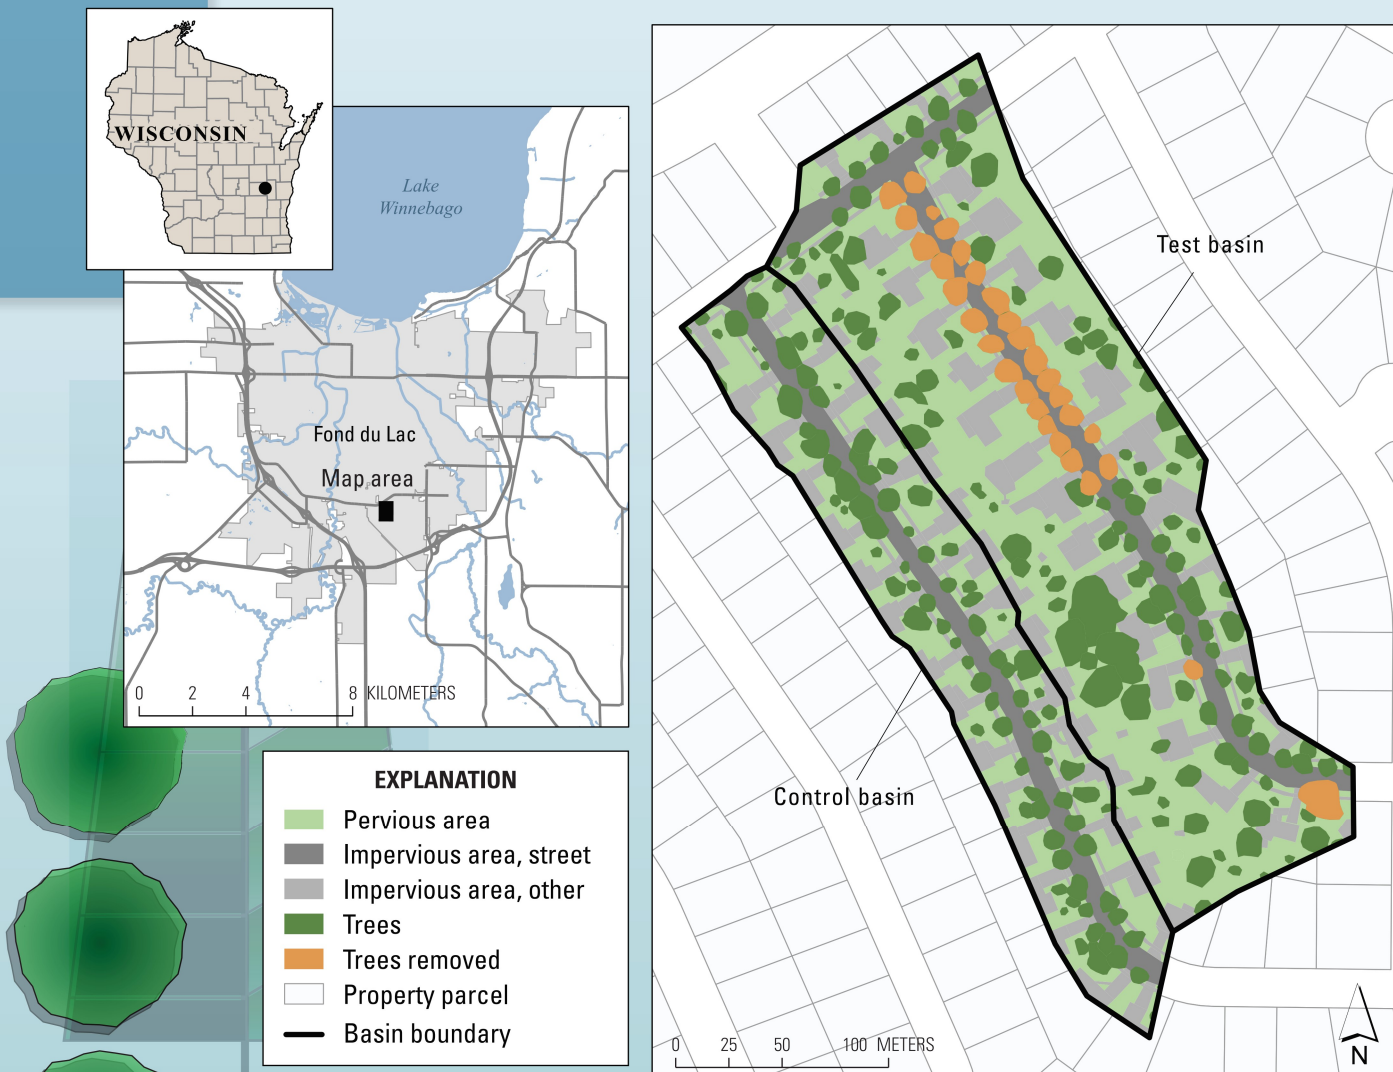 WISCONSIN
Lake
Winnebago
Fond du Lac
Map area
0 2 4 8 KILOMETERS
EXPLANATION
Pervious area
Impervious area, street
Impervious area, other
Trees
Trees removed
Property parcel
Basin boundary
Test basin
Control basin
0 25 50 100 METERS
N